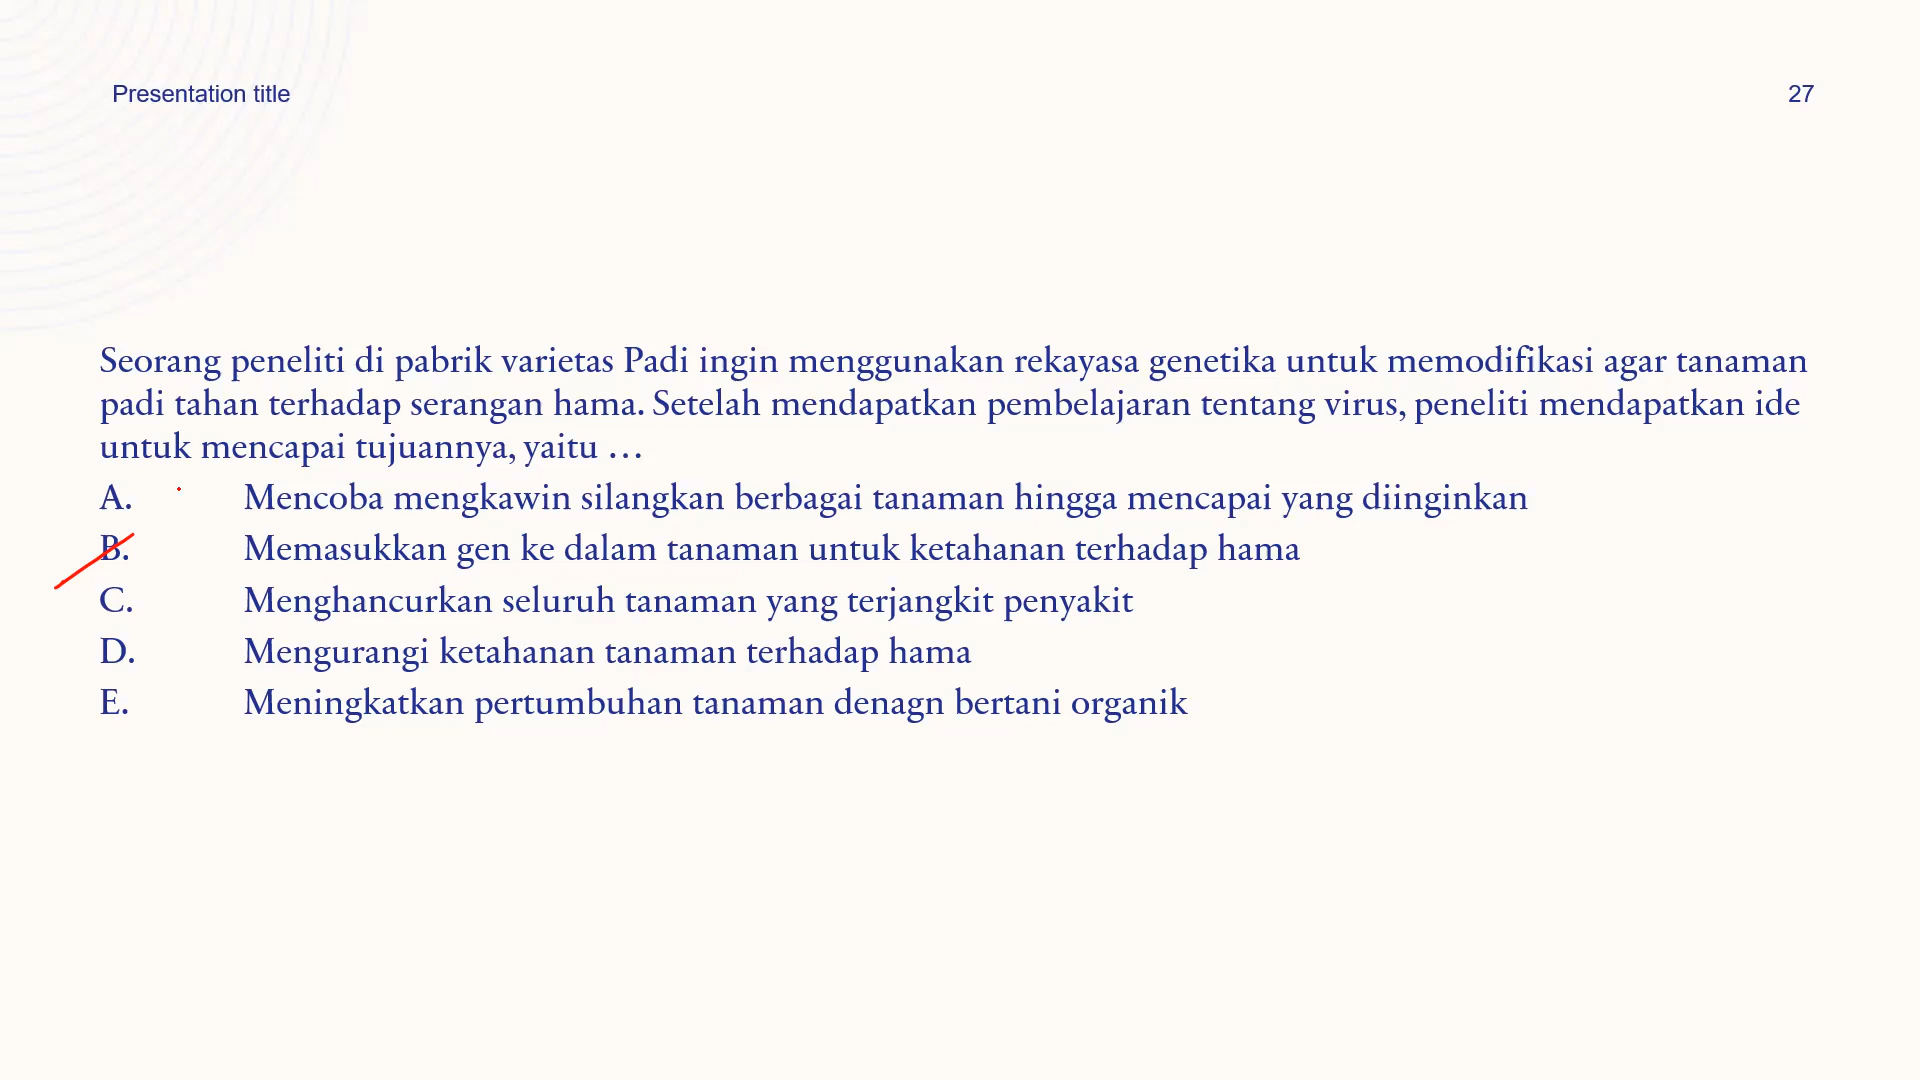 Presentation title
27
Seorang peneliti di pabrik varietas Padi ingin menggunakan rekayasa genetika untuk memodifikasi agar tanaman
padi tahan terhadap serangan hama. Setelah mendapatkan pembelajaran tentang virus, peneliti mendapatkan ide
untuk mencapai tujuannya, yaitu …
A. Mencoba mengkawin silangkan berbagai tanaman hingga mencapai yang diinginkan
B. Memasukkan gen ke dalam tanaman untuk ketahanan terhadap hama
C. Menghancurkan seluruh tanaman yang terjangkit penyakit
D. Mengurangi ketahanan tanaman terhadap hama
E. Meningkatkan pertumbuhan tanaman denagn bertani organik